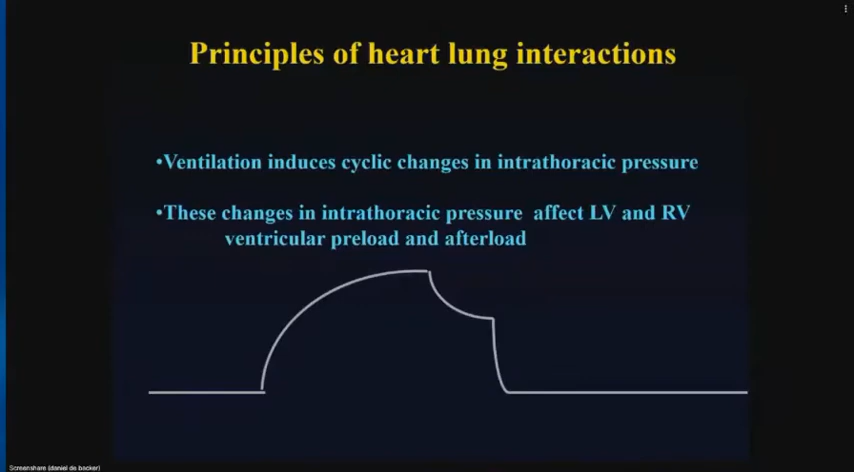 Principles of heart lung interactions
•Ventilation induces cyclic changes in intrathoracic pressure
•These changes in intrathoracic pressure affect LV and RV
ventricular preload and afterload
Screenshare (daniel de backer)